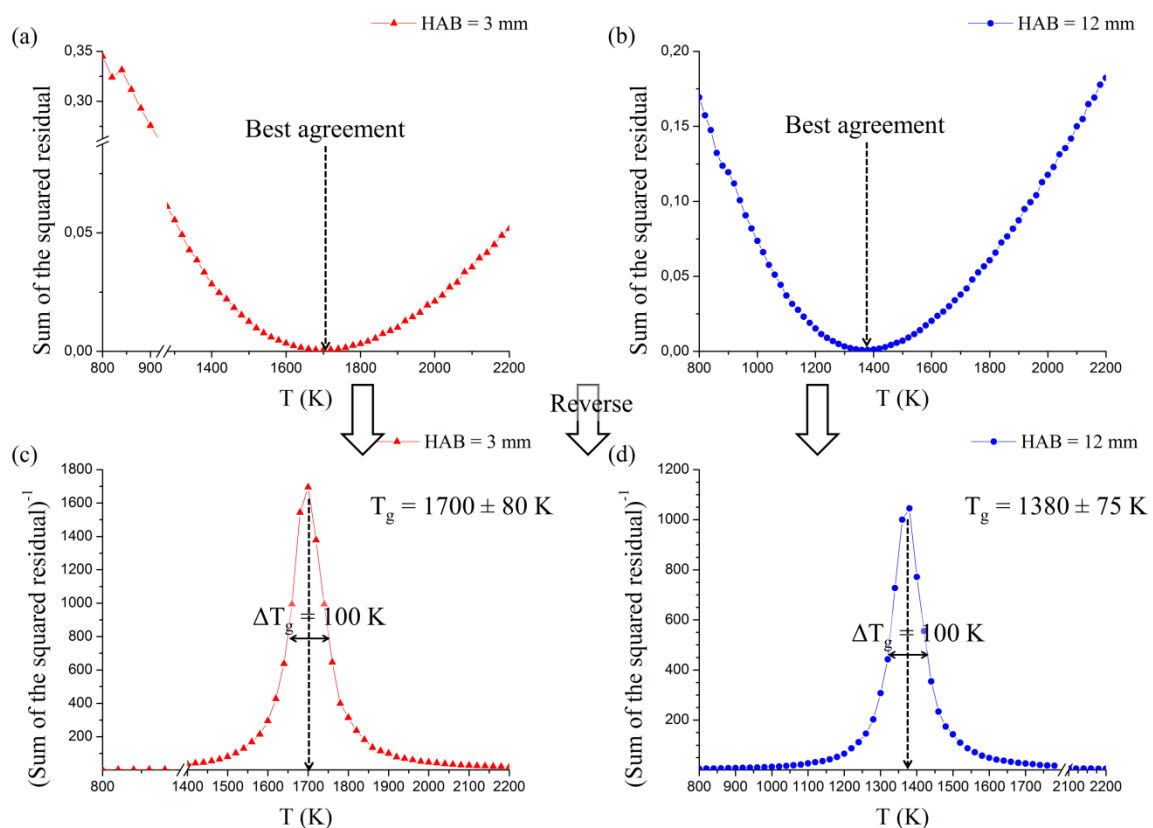 (a)
HAB = 3 mm
0,35
0,30
0,05
0,00
Sum of the squared residual
Best agreement
800 900 1400 1600 1800 2000 2200
T (K)
(b)
HAB = 12 mm
0,20
0,15
0,10
0,05
0,00
Sum of the squared residual
Best agreement
800 1000 1200 1400 1600 1800 2000 2200
T (K)
Reverse
(c)
HAB = 3 mm
1800
1600
1400
1200
1000
800
600
400
200
(Sum of the squared residual)⁻¹
T_g = 1700 ± 80 K
ΔT_g = 100 K
800 1400 1500 1600 1700 1800 1900 2000 2100 2200
T (K)
(d)
HAB = 12 mm
1200
1000
800
600
400
200
(Sum of the squared residual)⁻¹
T_g = 1380 ± 75 K
ΔT_g = 100 K
800 900 1000 1100 1200 1300 1400 1500 1600 1700 2100 2200
T (K)